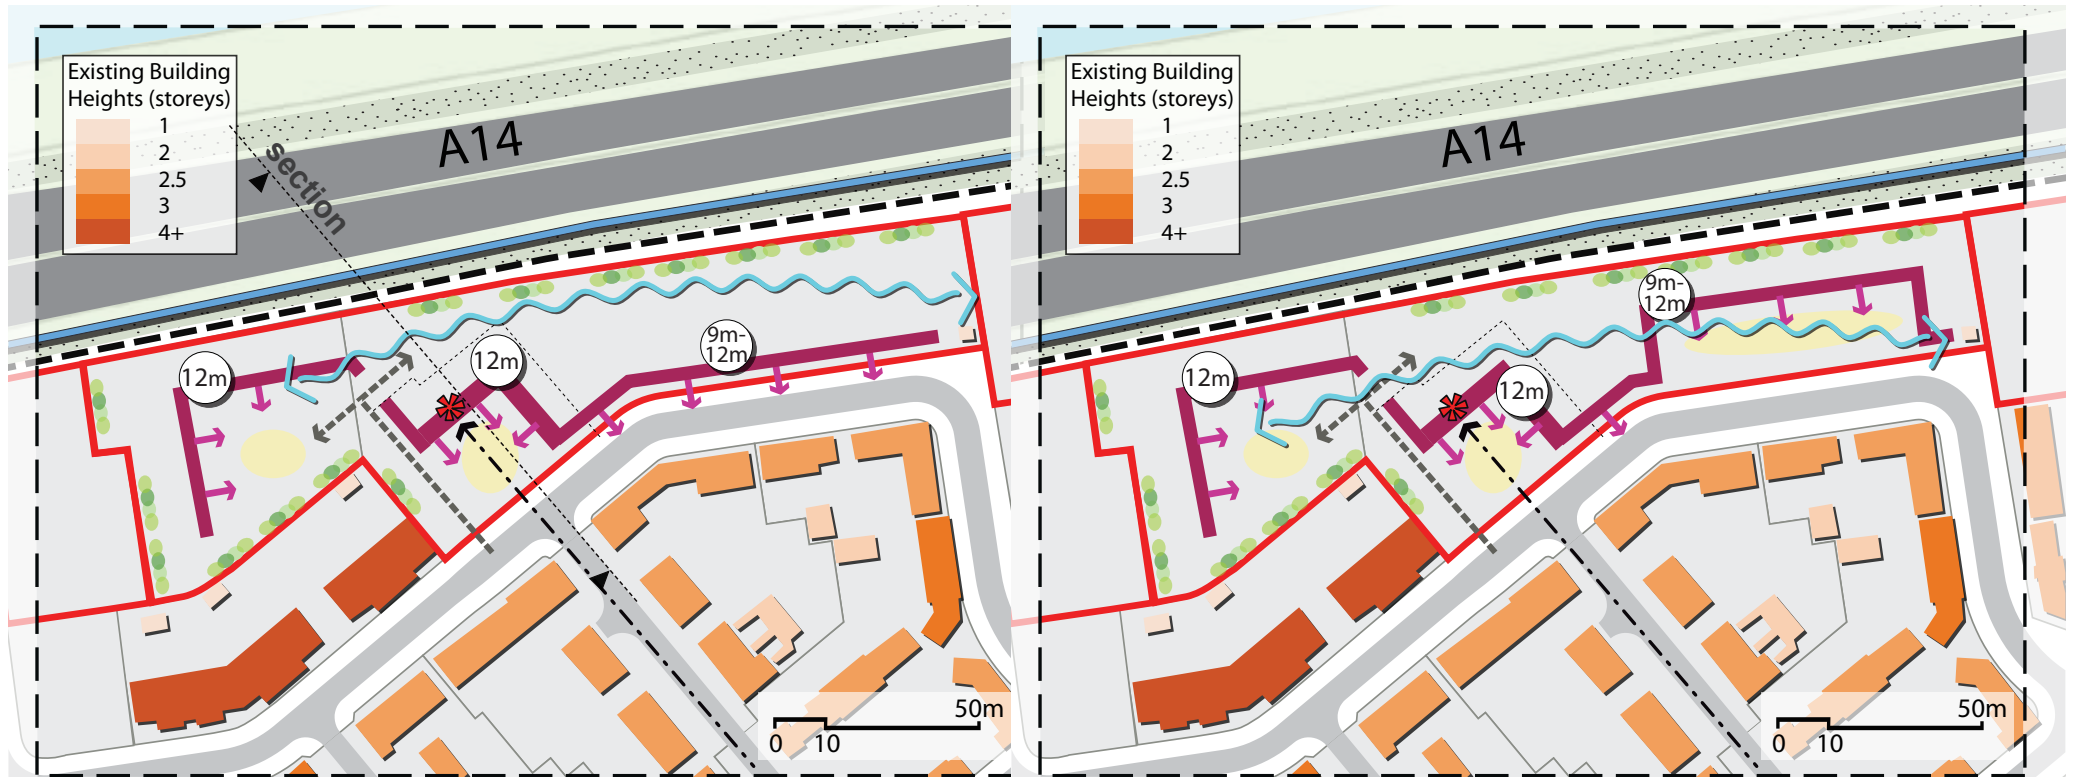 Existing Building
Heights (storeys)
1
2
2.5
3
4+
section
A14
12m
12m
9m-
12m
50m
0 10
Existing Building
Heights (storeys)
1
2
2.5
3
4+
A14
9m-
12m
12m
12m
50m
0 10